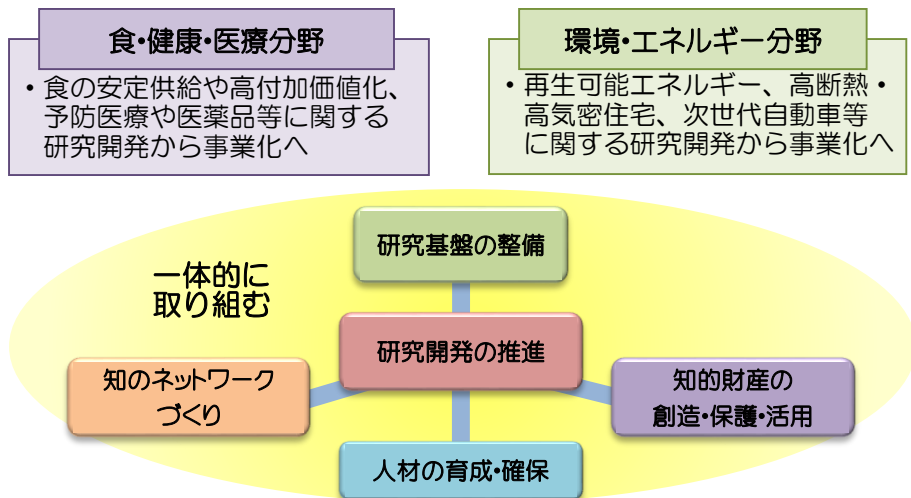 食・健康・医療分野
・食の安定供給や高付加価値化、
予防医療や医薬品等に関する
研究開発から事業化へ
環境・エネルギー分野
・再生可能エネルギー、高断熱・
高気密住宅、次世代自動車等
に関する研究開発から事業化へ
一体的に
取り組む
研究基盤の整備
研究開発の推進
知のネットワーク
づくり
知的財産の
創造・保護・活用
人材の育成・確保